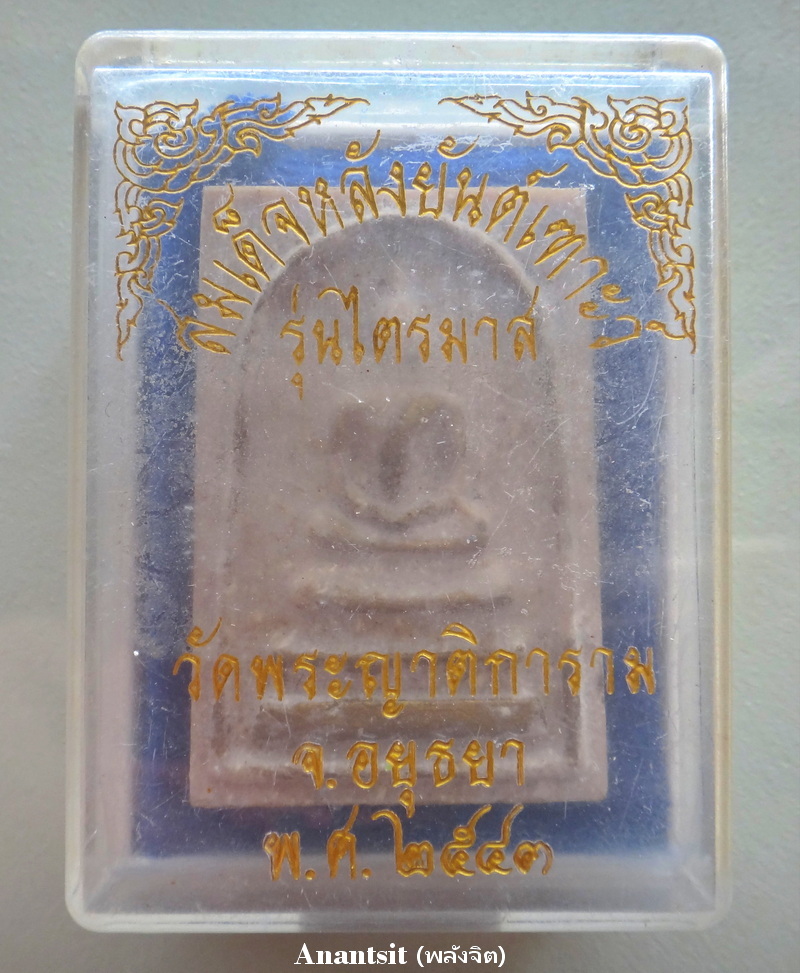 สมเด็จหลังยันต์เฑาะว์
รุ่นไตรมาส
วัดพระญาติการาม
จ.อยุธยา
พ.ศ.๒๕๔๓
Anantsit (พลังจิต)